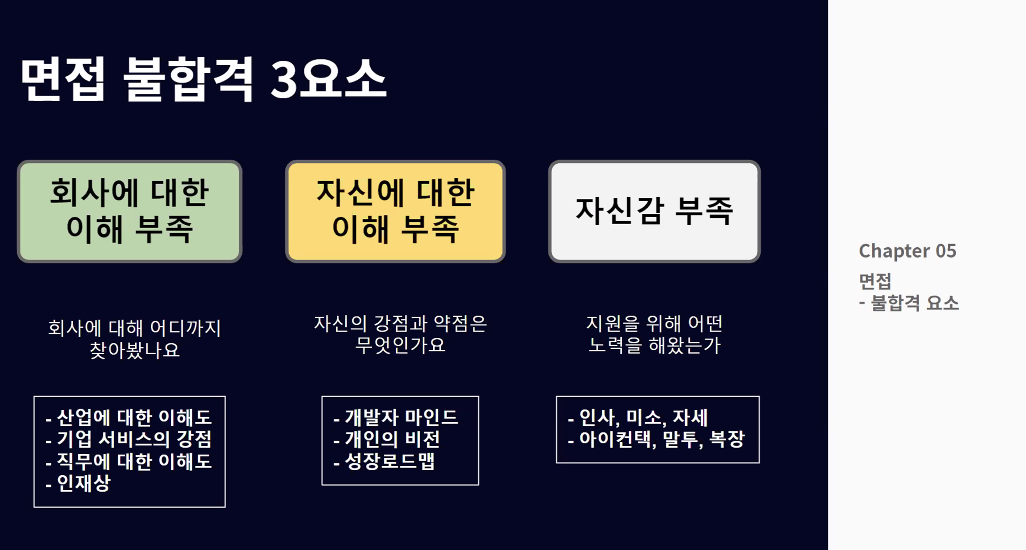 면접 불합격 3요소
회사에 대한
이해 부족
자신에 대한
이해 부족
자신감 부족
회사에 대해 어디까지
찾아봤나요
자신의 강점과 약점은
무엇인가요
지원을 위해 어떤
노력을 해왔는가
- 산업에 대한 이해도
- 기업 서비스의 강점
- 직무에 대한 이해도
- 인재상
- 개발자 마인드
- 개인의 비전
- 성장로드맵
- 인사, 미소, 자세
- 아이컨택, 말투, 복장
Chapter 05
면접
- 불합격 요소